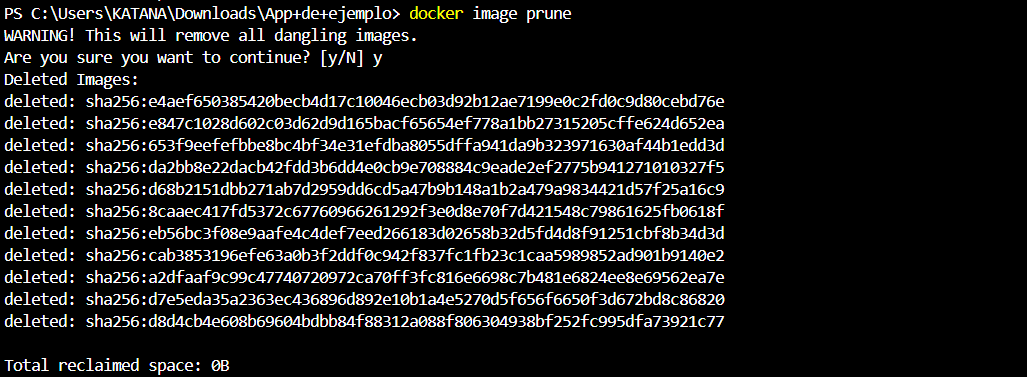 PS C:\Users\KATANA\Downloads\App+de+ejemplo> docker image prune
WARNING! This will remove all dangling images.
Are you sure you want to continue? [y/N] y
Deleted Images:
deleted: sha256:e4aef650385420becb4d17c10046ecb03d92b12ae7199e0c2fd0c9d80cebd76e
deleted: sha256:e847c1028d602c03d62d9d165bacf65654ef778a1bb27315205cffe624d652ea
deleted: sha256:653f9eefefbbe8bc4bf34e31efdba8055dffa941da9b323971630af44b1edd3d
deleted: sha256:da2bb8e22dacb42fdd3b6dd4e0cb9e708884c9eade2ef2775b941271010327f5
deleted: sha256:d68b2151dbb271ab7d2959dd6cd5a47b9b148a1b2a479a9834421d57f25a16c9
deleted: sha256:8caaec417fd5372c67760966261292f3e0d8e70f7d421548c79861625fb0618f
deleted: sha256:eb56bc3f08e9aafe4c4def7eed266183d02658b32d5fd4d8f91251cbf8b34d3d
deleted: sha256:cab3853196efe63a0b3f2ddf0c942f837fc1fb23c1caa5989852ad901b9140e2
deleted: sha256:a2dfaaf9c99c47740720972ca70ff3fc816e6698c7b481e6824ee8e69562ea7e
deleted: sha256:d7e5eda35a2363ec436896d892e10b1a4e5270d5f656f6650f3d672bd8c86820
deleted: sha256:d8d4cb4e608b69604bdbb84f88312a088f806304938bf252fc995dfa73921c77
Total reclaimed space: 0B